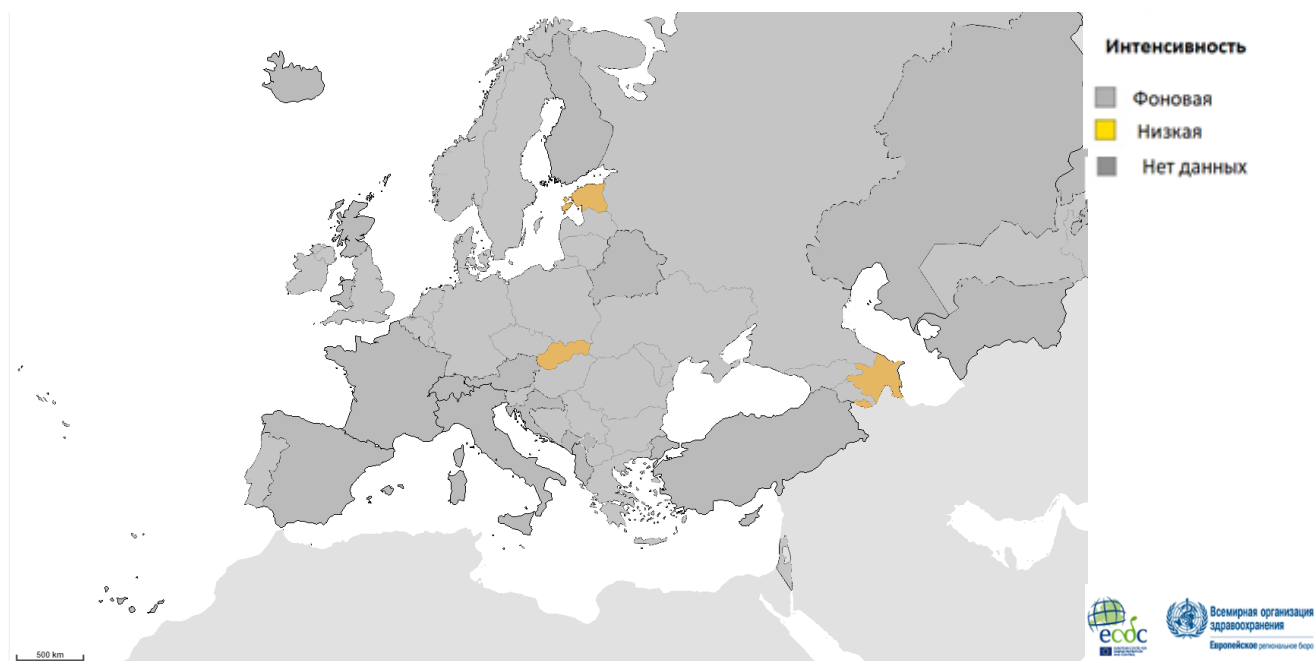 Интенсивность
Фоновая
Низкая
Нет данных
500 km
ecdc
Всемирная организация
здравоохранения
Европейское региональное бюро